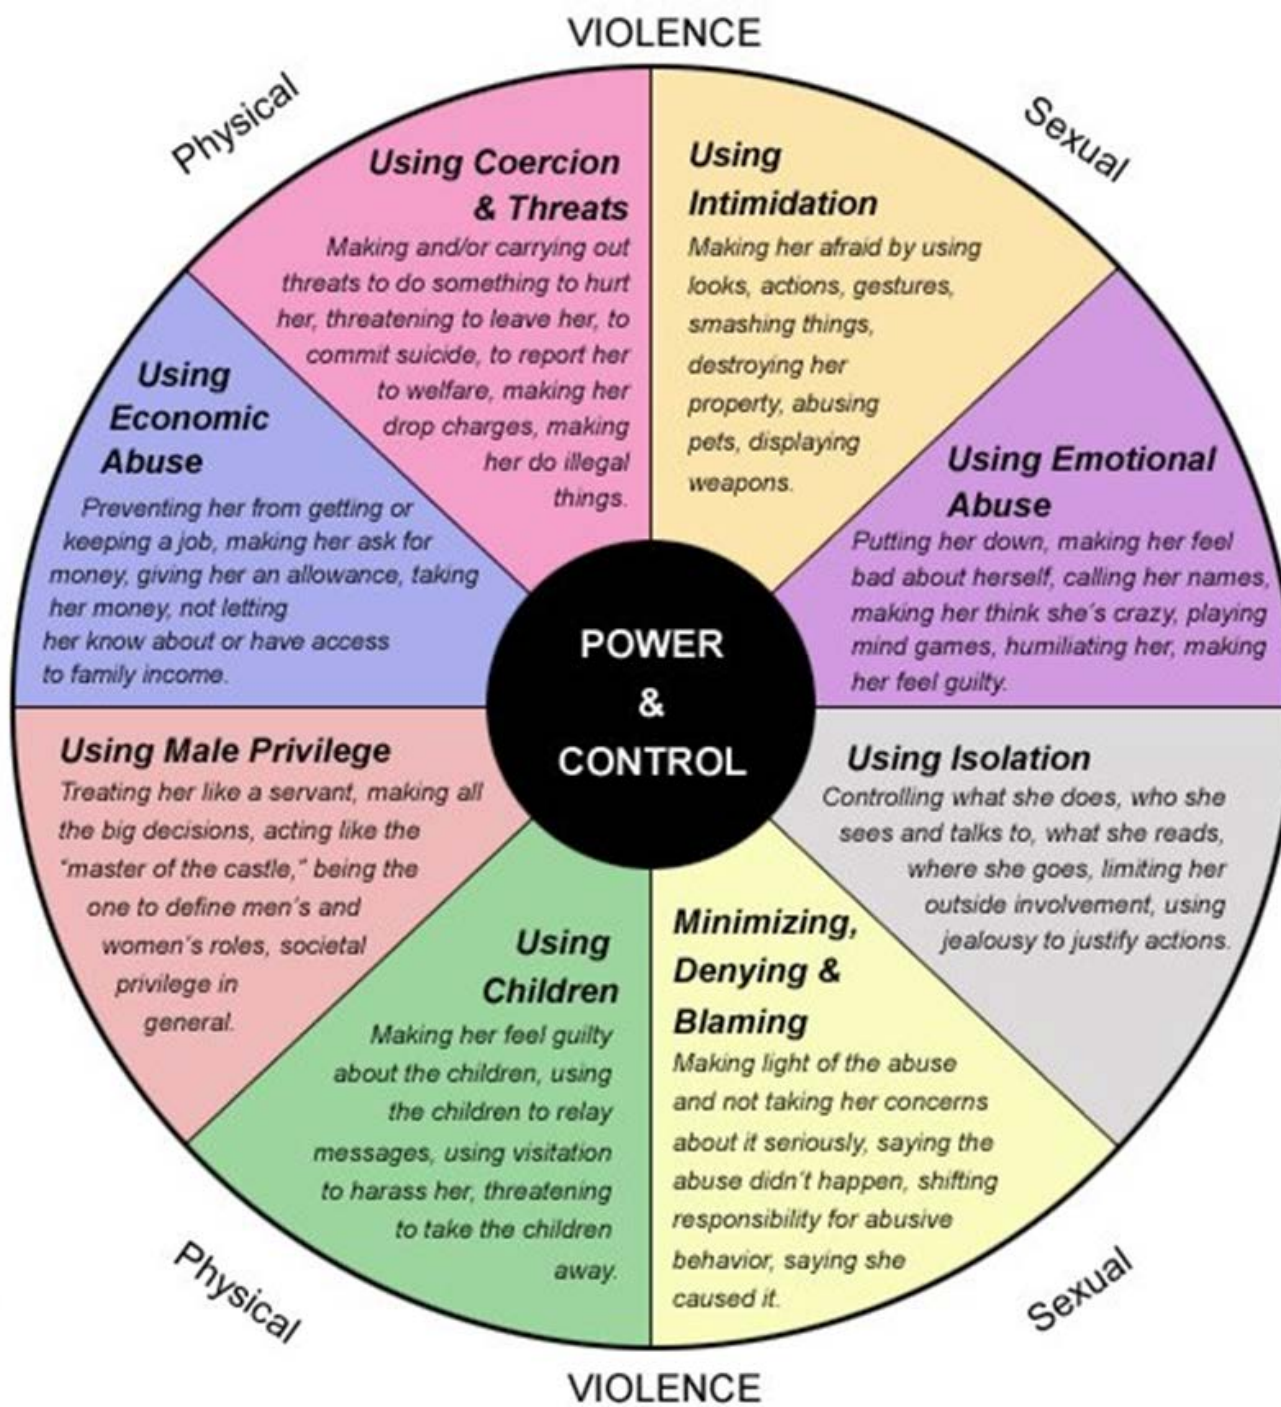 VIOLENCE
Physical
Sexual
Using Coercion
& Threats
Making and/or carrying out
threats to do something to hurt
her, threatening to leave her, to
commit suicide, to report her
to welfare, making her
drop charges, making
her do illegal
things.
Using
Intimidation
Making her afraid by using
looks, actions, gestures,
smashing things,
destroying her
property, abusing
pets, displaying
weapons.
Using
Economic
Abuse
Preventing her from getting or
keeping a job, making her ask for
money, giving her an allowance, taking
her money, not letting
her know about or have access
to family income.
Using Emotional
Abuse
Putting her down, making her feel
bad about herself, calling her names,
making her think she's crazy, playing
mind games, humiliating her, making
her feel guilty.
POWER
&
CONTROL
Using Male Privilege
Treating her like a servant, making all
the big decisions, acting like the
"master of the castle," being the
one to define men's and
women's roles, societal
privilege in
general.
Using Isolation
Controlling what she does, who she
sees and talks to, what she reads,
where she goes, limiting her
outside involvement, using
jealousy to justify actions.
Using
Children
Making her feel guilty
about the children, using
the children to relay
messages, using visitation
to harass her, threatening
to take the children
away.
Minimizing,
Denying &
Blaming
Making light of the abuse
and not taking her concerns
about it seriously, saying the
abuse didn't happen, shifting
responsibility for abusive
behavior, saying she
caused it.
Physical
Sexual
VIOLENCE